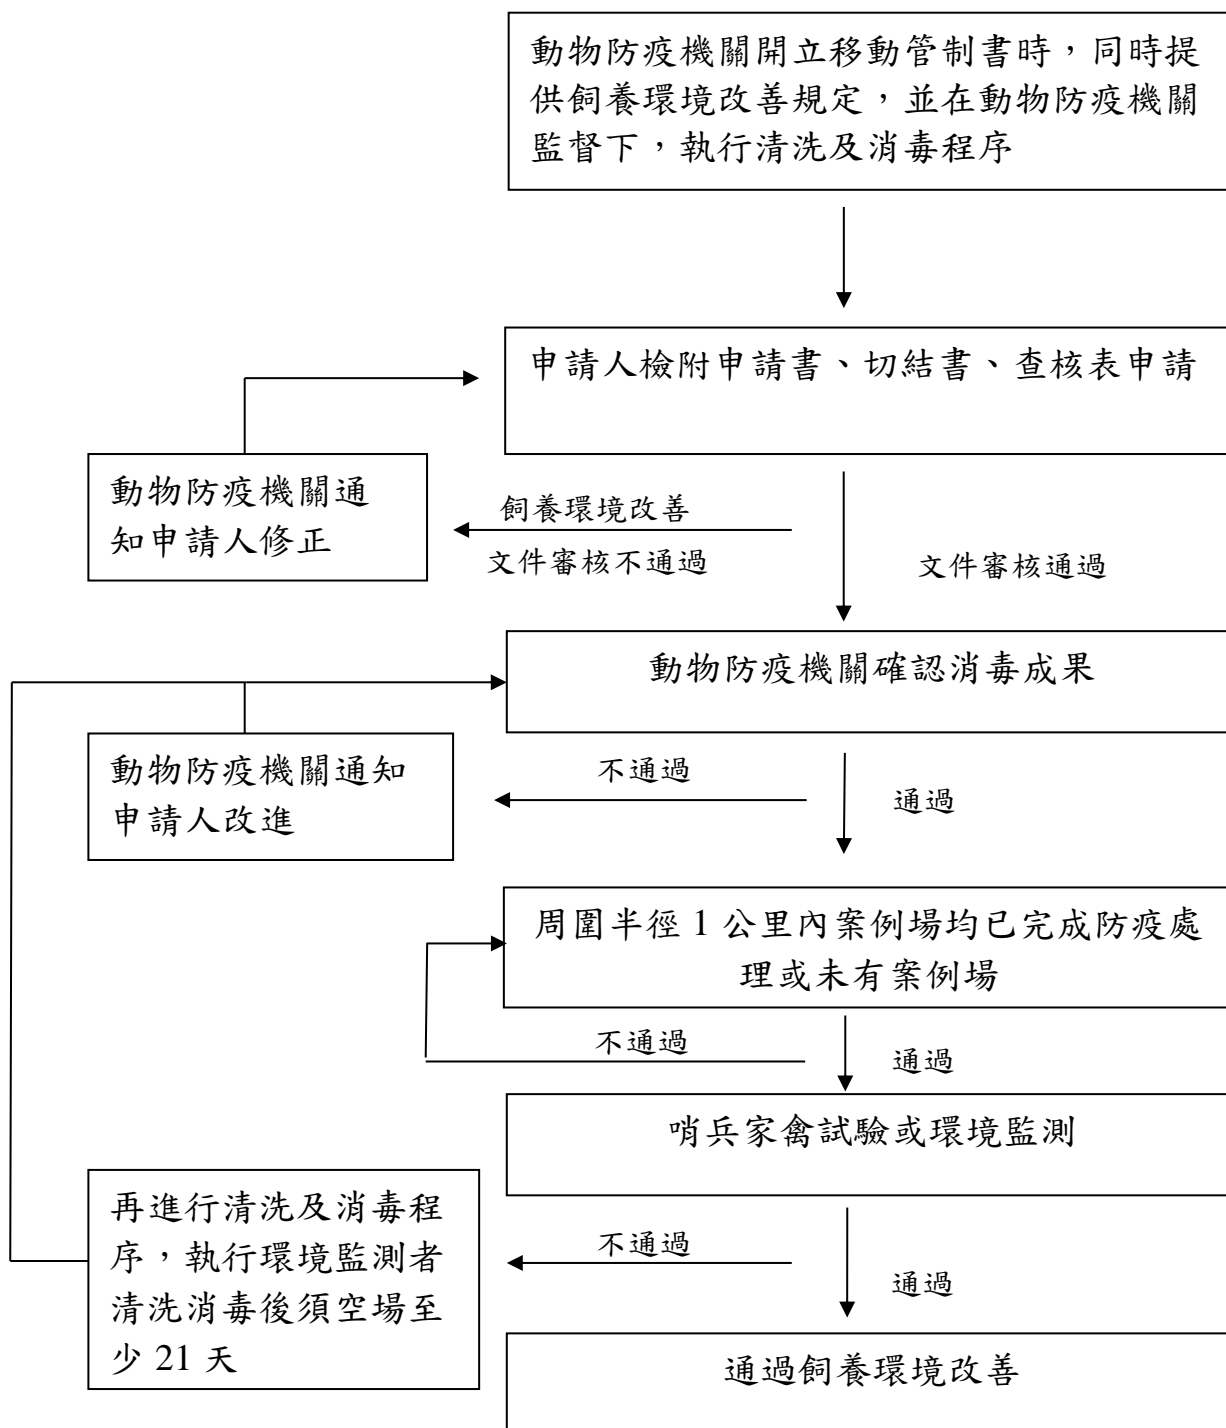 動物防疫機關開立移動管制書時，同時提
供飼養環境改善規定，並在動物防疫機關
監督下，執行清洗及消毒程序
申請人檢附申請書、切結書、查核表申請
動物防疫機關通
知申請人修正
飼養環境改善
文件審核不通過
文件審核通過
動物防疫機關確認消毒成果
動物防疫機關通知
申請人改進
不通過
通過
周圍半徑 1 公里內案例場均已完成防疫處
理或未有案例場
不通過
通過
哨兵家禽試驗或環境監測
再進行清洗及消毒程
序，執行環境監測者
清洗消毒後須空場至
少 21 天
不通過
通過
通過飼養環境改善